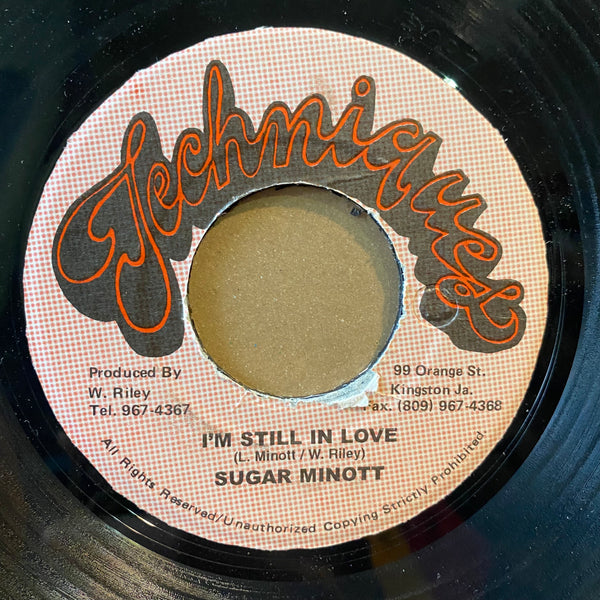 Techniques
Produced By
W. Riley
Tel. 967-4367
99 Orange St.
Kingston Ja.
Fax. (809) 967-4368
I'M STILL IN LOVE
(L. Minott / W. Riley)
SUGAR MINOTT
All Rights Reserved/Unauthorized Copying Strictly Prohibited.